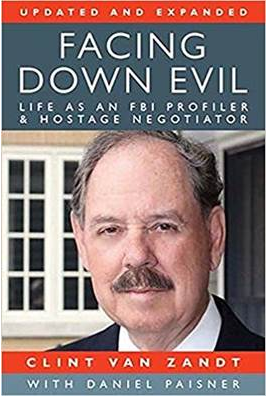 UPDATED AND EXPANDED
FACING
DOWN EVIL
LIFE AS AN FBI PROFILER
& HOSTAGE NEGOTIATOR
CLINT VAN ZANDT
WITH DANIEL PAISNER